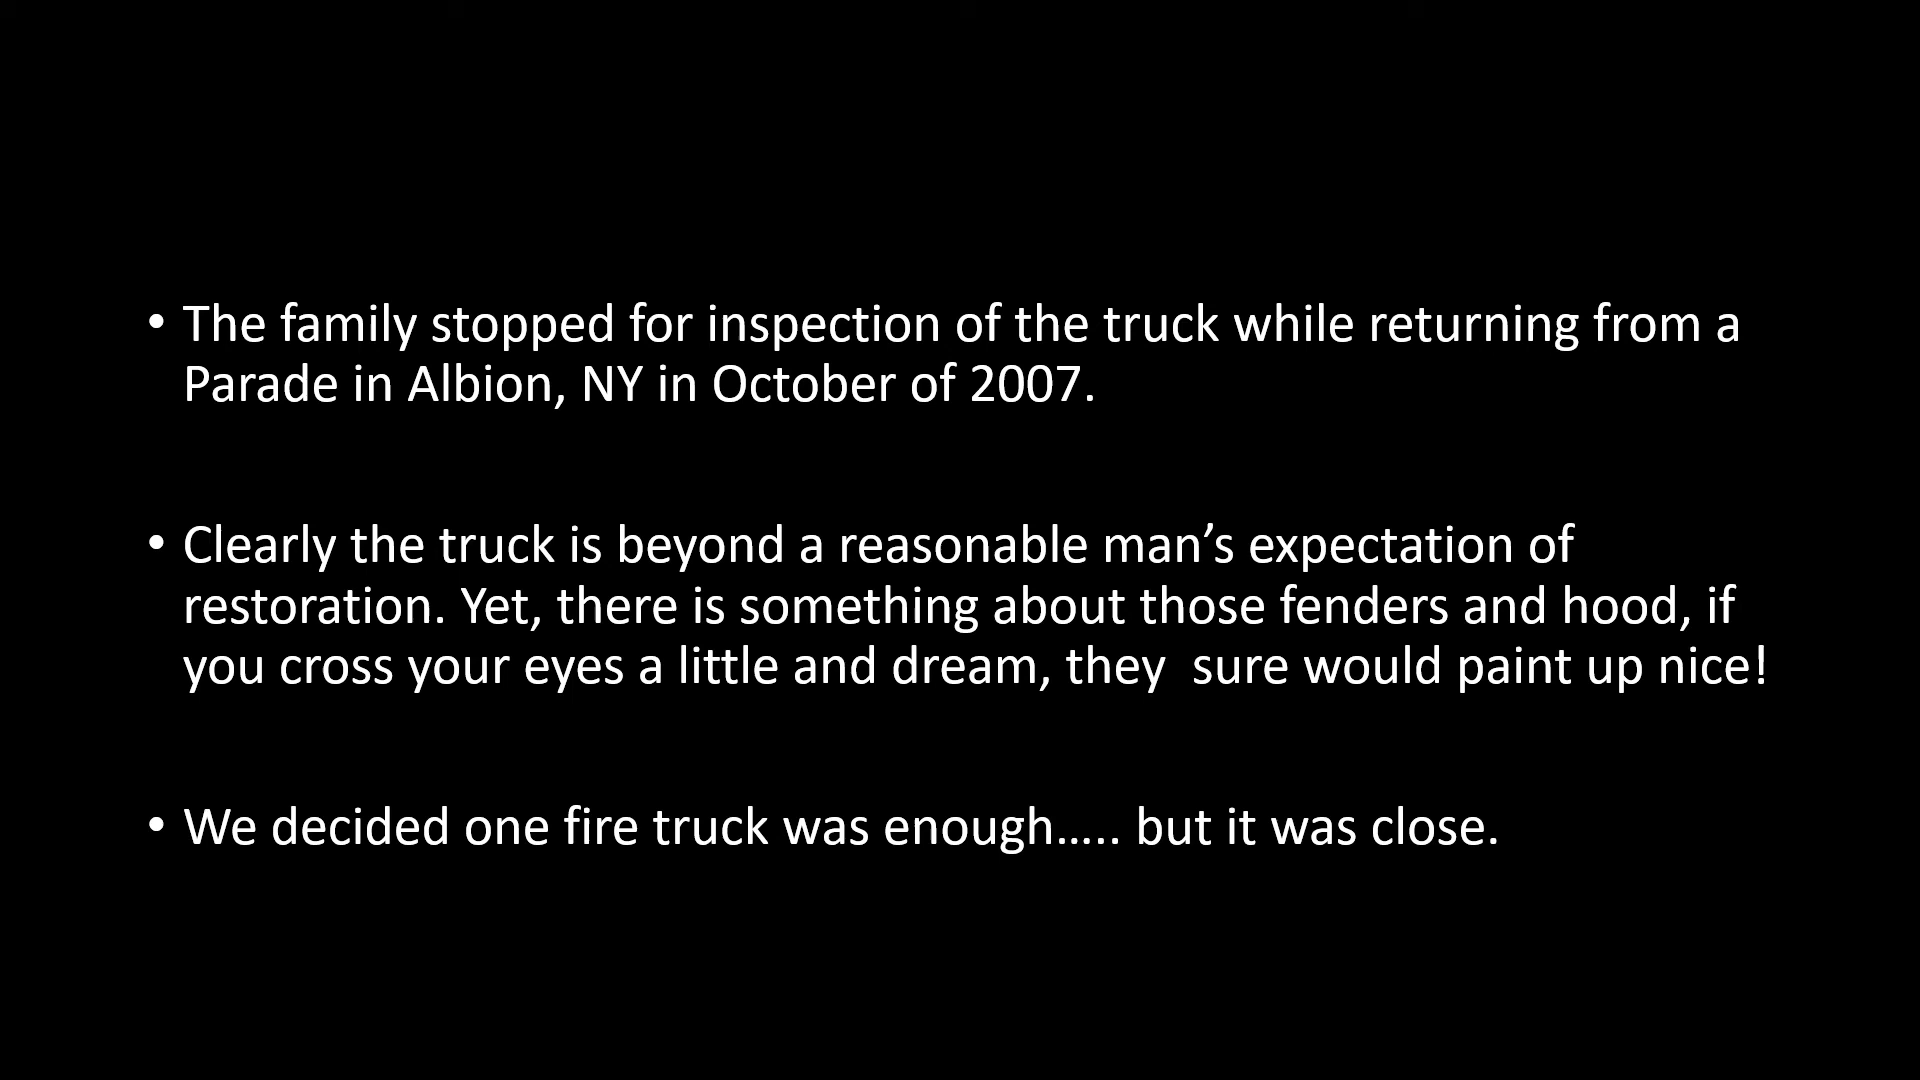 • The family stopped for inspection of the truck while returning from a
Parade in Albion, NY in October of 2007.
• Clearly the truck is beyond a reasonable man’s expectation of
restoration. Yet, there is something about those fenders and hood, if
you cross your eyes a little and dream, they  sure would paint up nice!
• We decided one fire truck was enough….. but it was close.